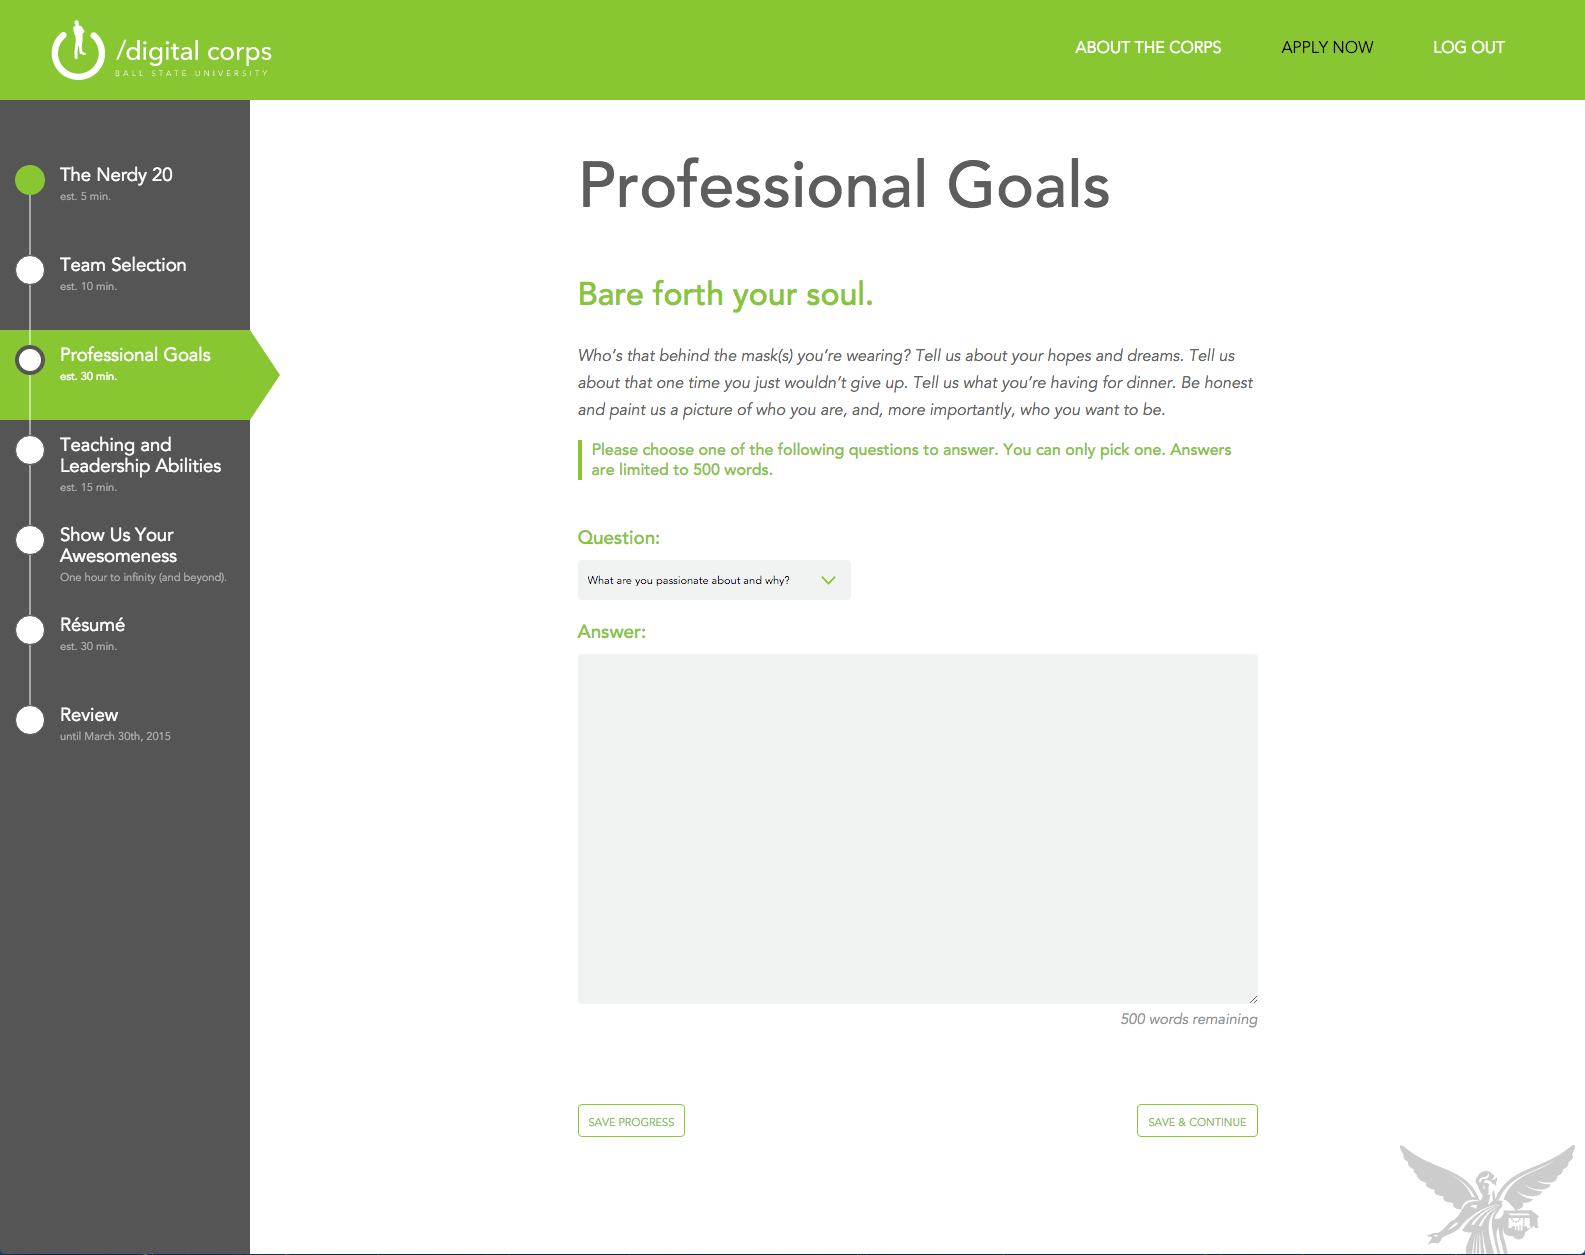 /digital corps
BALL STATE UNIVERSITY
ABOUT THE CORPS
APPLY NOW
LOG OUT
The Nerdy 20
est. 5 min.
Team Selection
est. 10 min.
Professional Goals
est. 30 min.
Teaching and
Leadership Abilities
est. 15 min.
Show Us Your
Awesomeness
One hour to infinity (and beyond).
Résumé
est. 30 min.
Review
until March 30th, 2015
Professional Goals
Bare forth your soul.
Who's that behind the mask(s) you're wearing? Tell us about your hopes and dreams. Tell us
about that one time you just wouldn't give up. Tell us what you're having for dinner. Be honest
and paint us a picture of who you are, and, more importantly, who you want to be.
Please choose one of the following questions to answer. You can only pick one. Answers
are limited to 500 words.
Question:
What are you passionate about and why?
Answer:
500 words remaining
SAVE PROGRESS
SAVE & CONTINUE